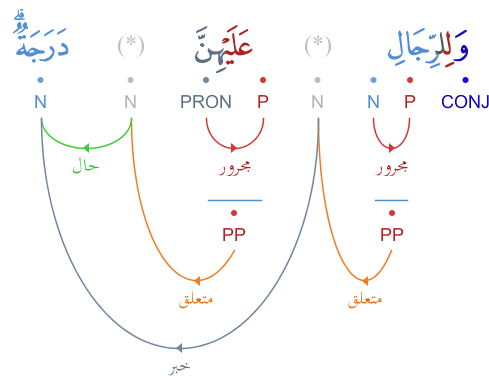 وَلِلرِّجَالِ (*) عَلَيْهِنَّ (*) دَرَجَةٌ ۗ
CONJ P N N P PRON N N
مجرور مجرور حال
PP PP
متعلق متعلق
خبر